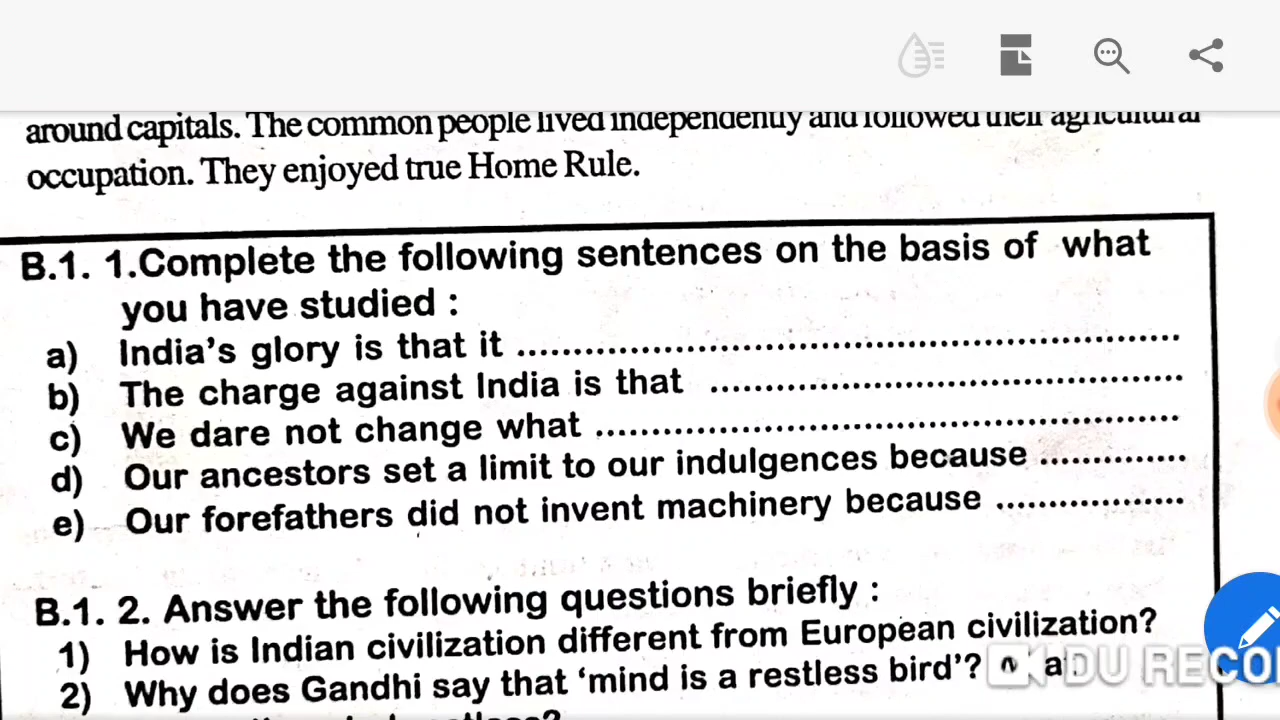 around capitals. The common people lived independently and followed their agricultural
occupation. They enjoyed true Home Rule.
B.1. 1.Complete the following sentences on the basis of what
you have studied :
a) India's glory is that it ............................................................
b) The charge against India is that ...........................................
c) We dare not change what .....................................................
d) Our ancestors set a limit to our indulgences because ..............
e) Our forefathers did not invent machinery because .................
B.1. 2. Answer the following questions briefly :
1) How is Indian civilization different from European civilization?
2) Why does Gandhi say that 'mind is a restless bird'?
DU RECO